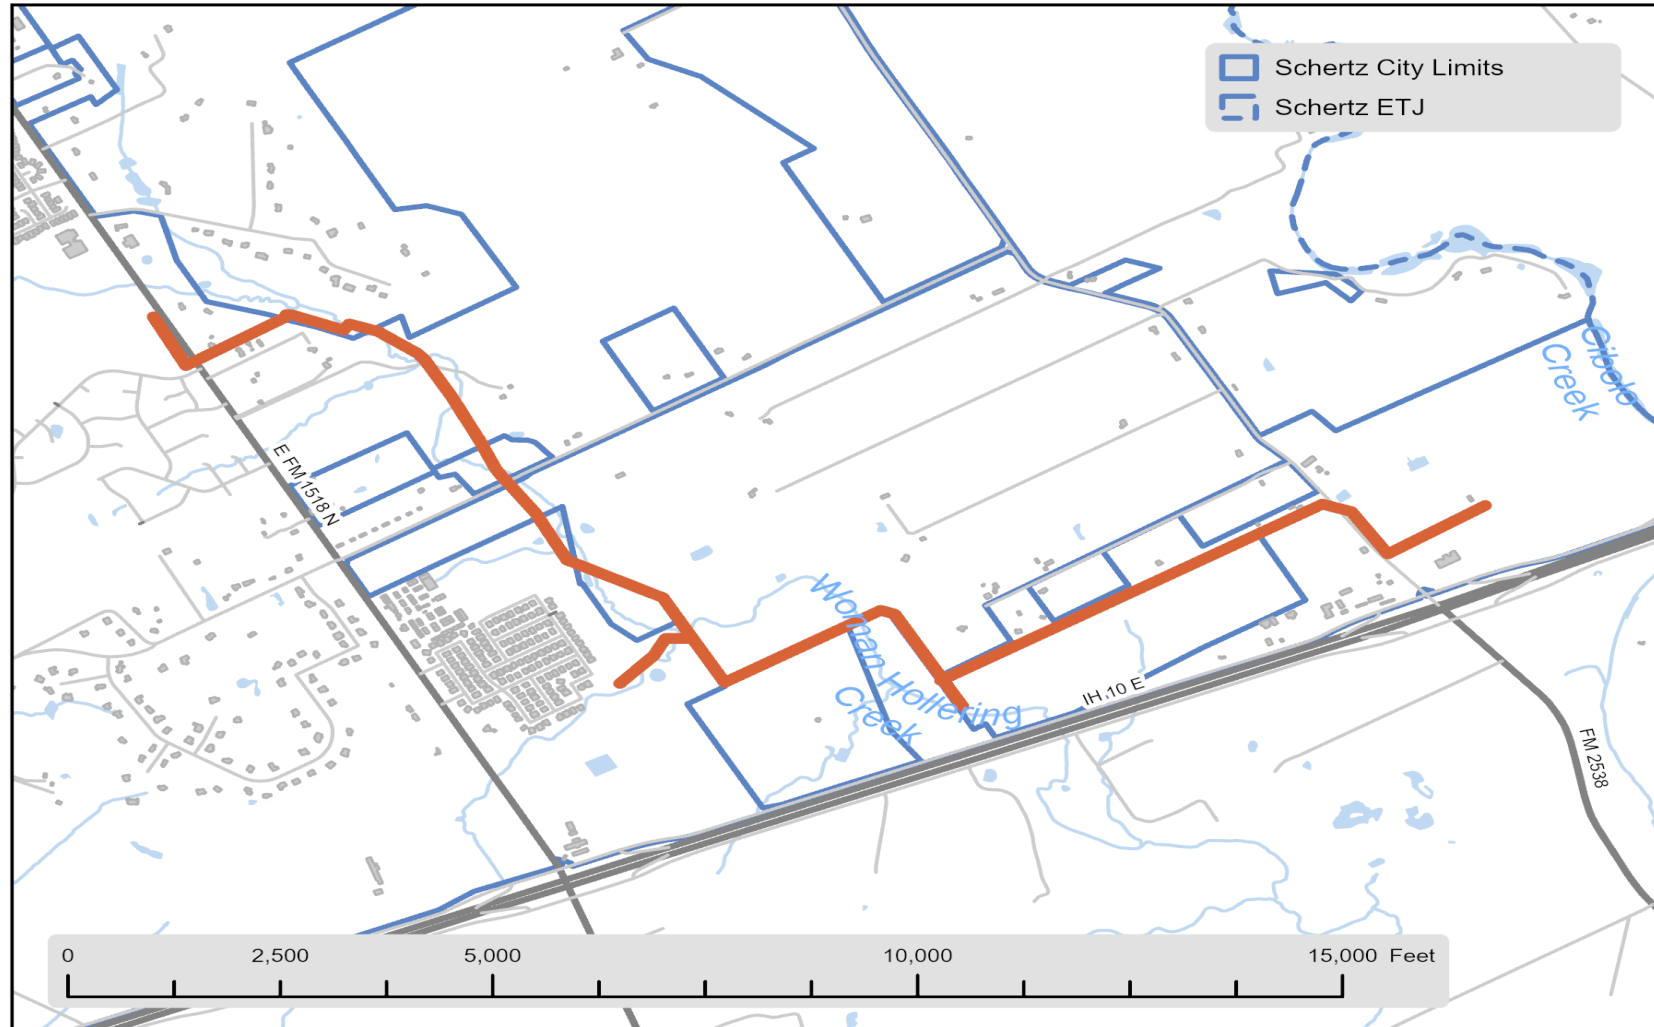 Schertz City Limits
Schertz ETJ
Cibolo
Creek
E FM 1518 N
Woman Hollering
Creek
IH 10 E
FM 2538
0 2,500 5,000 10,000 15,000 Feet